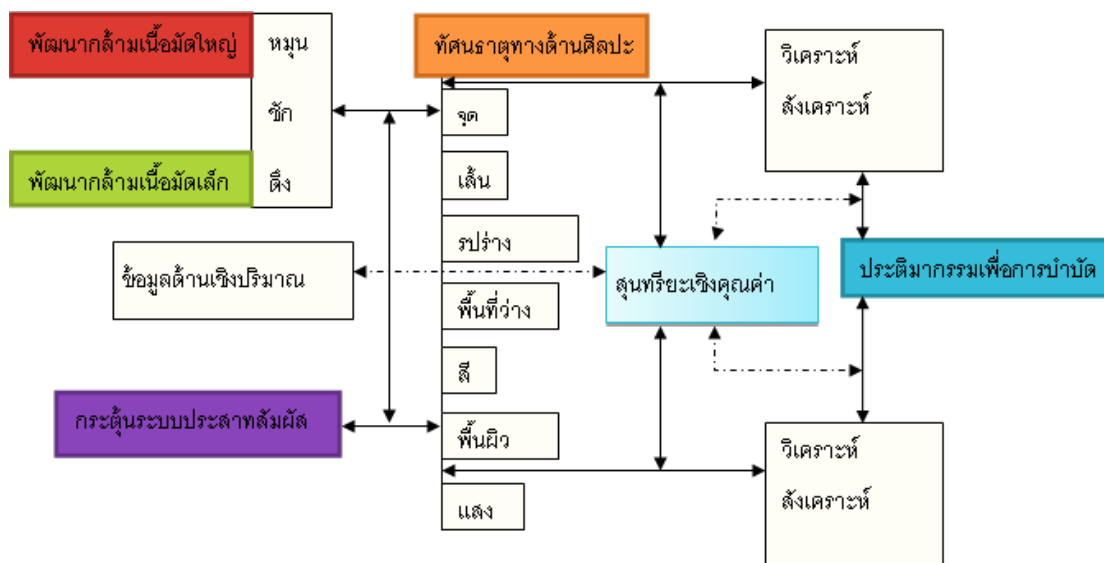 พัฒนากล้ามเนื้อมัดใหญ่
หมุน
ชัก
พัฒนากล้ามเนื้อมัดเล็ก
ดึง
ข้อมูลด้านเชิงปริมาณ
กระตุ้นระบบประสาทสัมผัส
ทัศนธาตุทางด้านศิลปะ
จุด
เส้น
รปร่าง
พื้นที่ว่าง
สี
พื้นผิว
แสง
สุนทรียะเชิงคุณค่า
วิเคราะห์
สังเคราะห์
ประติมากรรมเพื่อการบำบัด
วิเคราะห์
สังเคราะห์